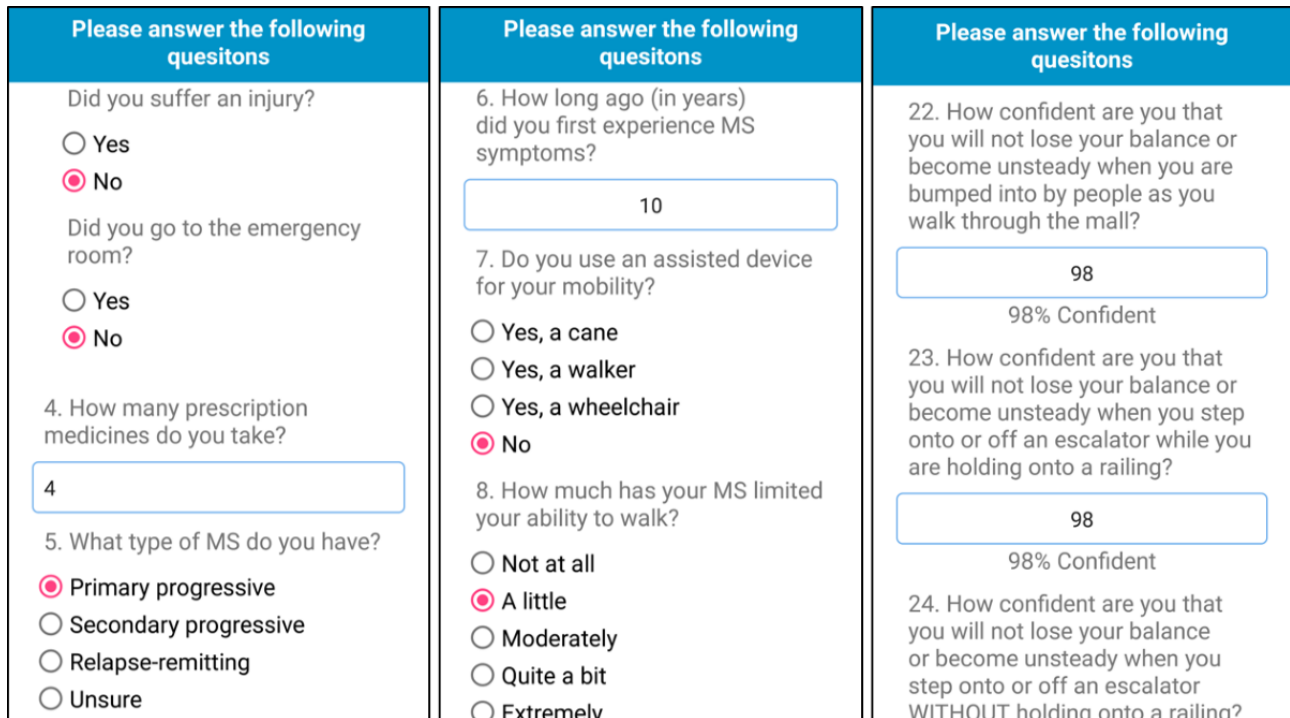 Please answer the following
quesitons
Did you suffer an injury?
Yes
No
Did you go to the emergency
room?
Yes
No
4. How many prescription
medicines do you take?
4
5. What type of MS do you have?
Primary progressive
Secondary progressive
Relapse-remitting
Unsure
Please answer the following
quesitons
6. How long ago (in years)
did you first experience MS
symptoms?
10
7. Do you use an assisted device
for your mobility?
Yes, a cane
Yes, a walker
Yes, a wheelchair
No
8. How much has your MS limited
your ability to walk?
Not at all
A little
Moderately
Quite a bit
Extremely
Please answer the following
quesitons
22. How confident are you that
you will not lose your balance or
become unsteady when you are
bumped into by people as you
walk through the mall?
98
98% Confident
23. How confident are you that
you will not lose your balance or
become unsteady when you step
onto or off an escalator while you
are holding onto a railing?
98
98% Confident
24. How confident are you that
you will not lose your balance
or become unsteady when you
step onto or off an escalator
WITHOUT holding onto a railing?